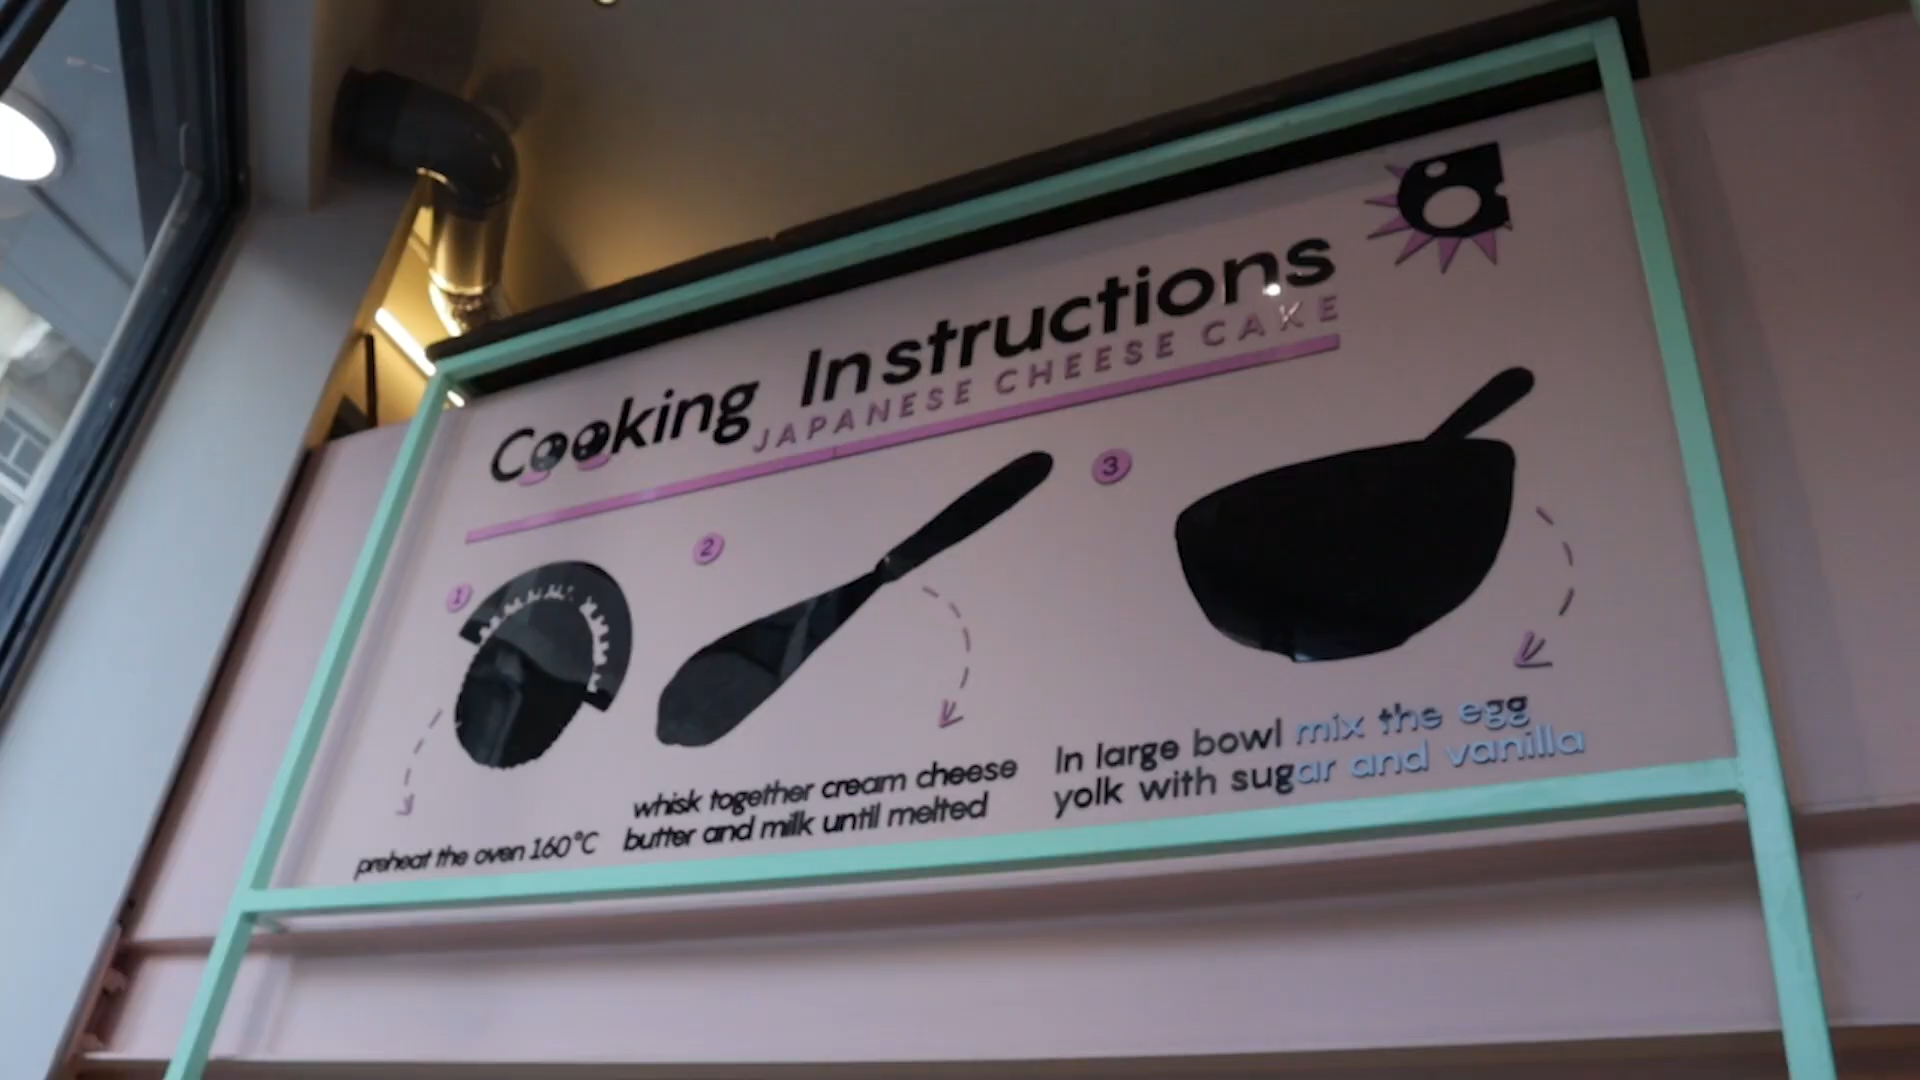 Cooking Instructions
JAPANESE CHEESE CAKE
1
preheat the oven 160°C
2
whisk together cream cheese
butter and milk until melted
3
In large bowl mix the egg
yolk with sugar and vanilla